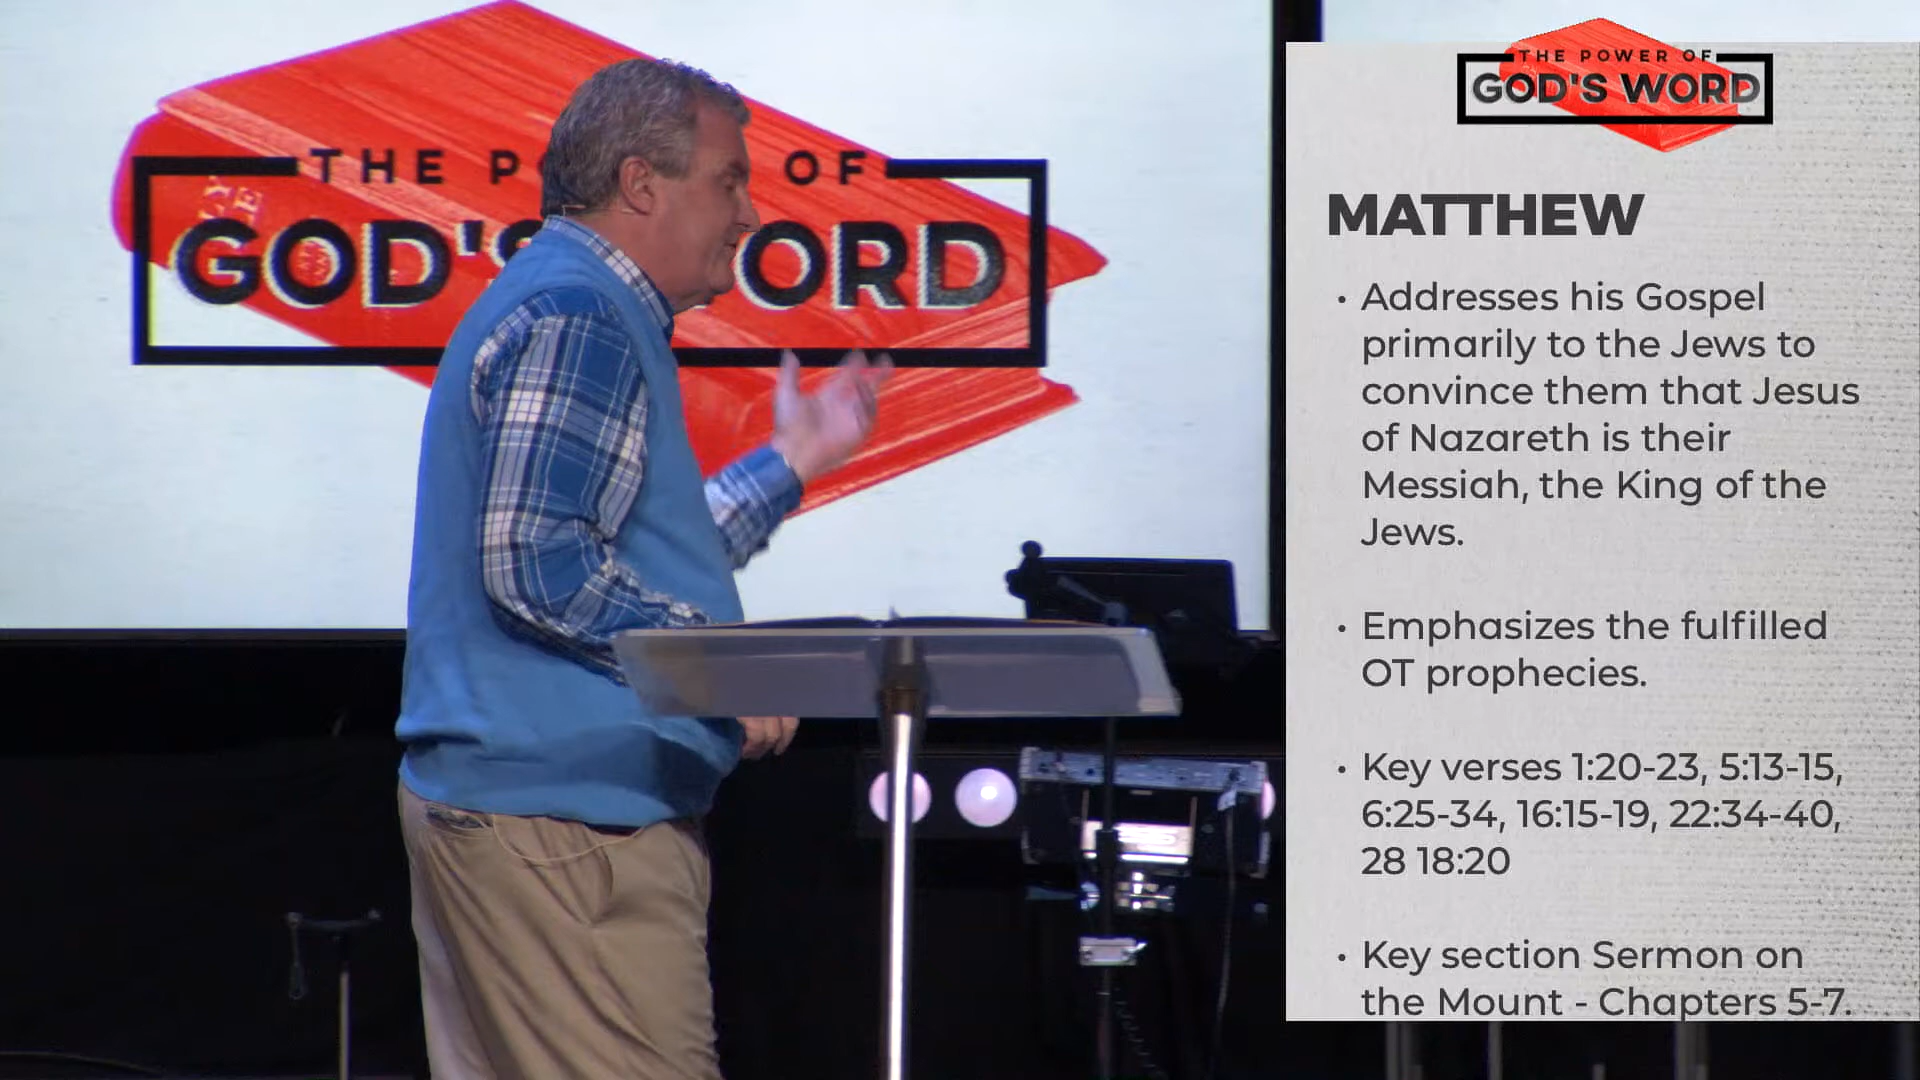 THE P OF
GOD'S ORD
THE POWER OF
GOD'S WORD
MATTHEW
• Addresses his Gospel
primarily to the Jews to
convince them that Jesus
of Nazareth is their
Messiah, the King of the
Jews.
• Emphasizes the fulfilled
OT prophecies.
• Key verses 1:20-23, 5:13-15,
6:25-34, 16:15-19, 22:34-40,
28 18:20
• Key section Sermon on
the Mount - Chapters 5-7.